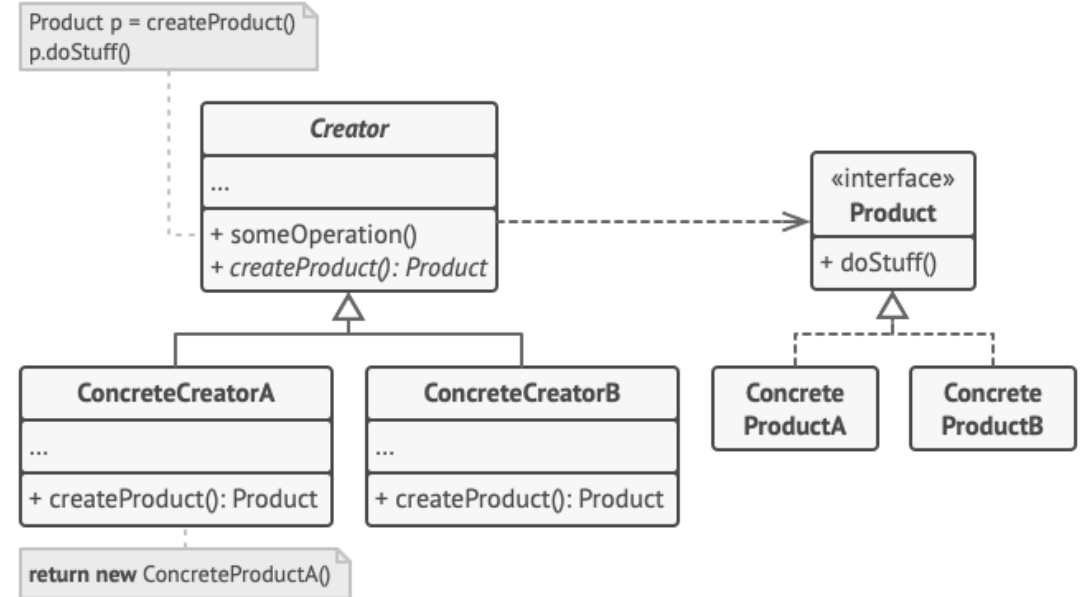 Product p = createProduct()
p.doStuff()
Creator
...
+ someOperation()
+ createProduct(): Product
«interface»
Product
+ doStuff()
ConcreteCreatorA
...
+ createProduct(): Product
ConcreteCreatorB
...
+ createProduct(): Product
Concrete
ProductA
Concrete
ProductB
return new ConcreteProductA()